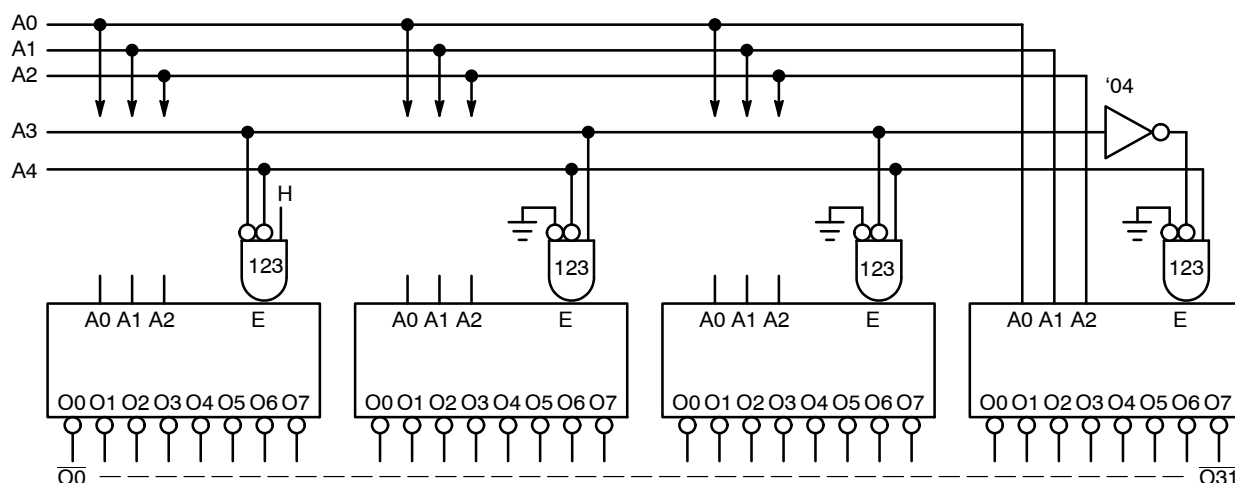 A0
A1
A2
‘04
A3
A4
H
123 123 123 123
A0 A1 A2 E A0 A1 A2 E A0 A1 A2 E A0 A1 A2 E
O0 O1 O2 O3 O4 O5 O6 O7 O0 O1 O2 O3 O4 O5 O6 O7 O0 O1 O2 O3 O4 O5 O6 O7 O0 O1 O2 O3 O4 O5 O6 O7
O0 O31